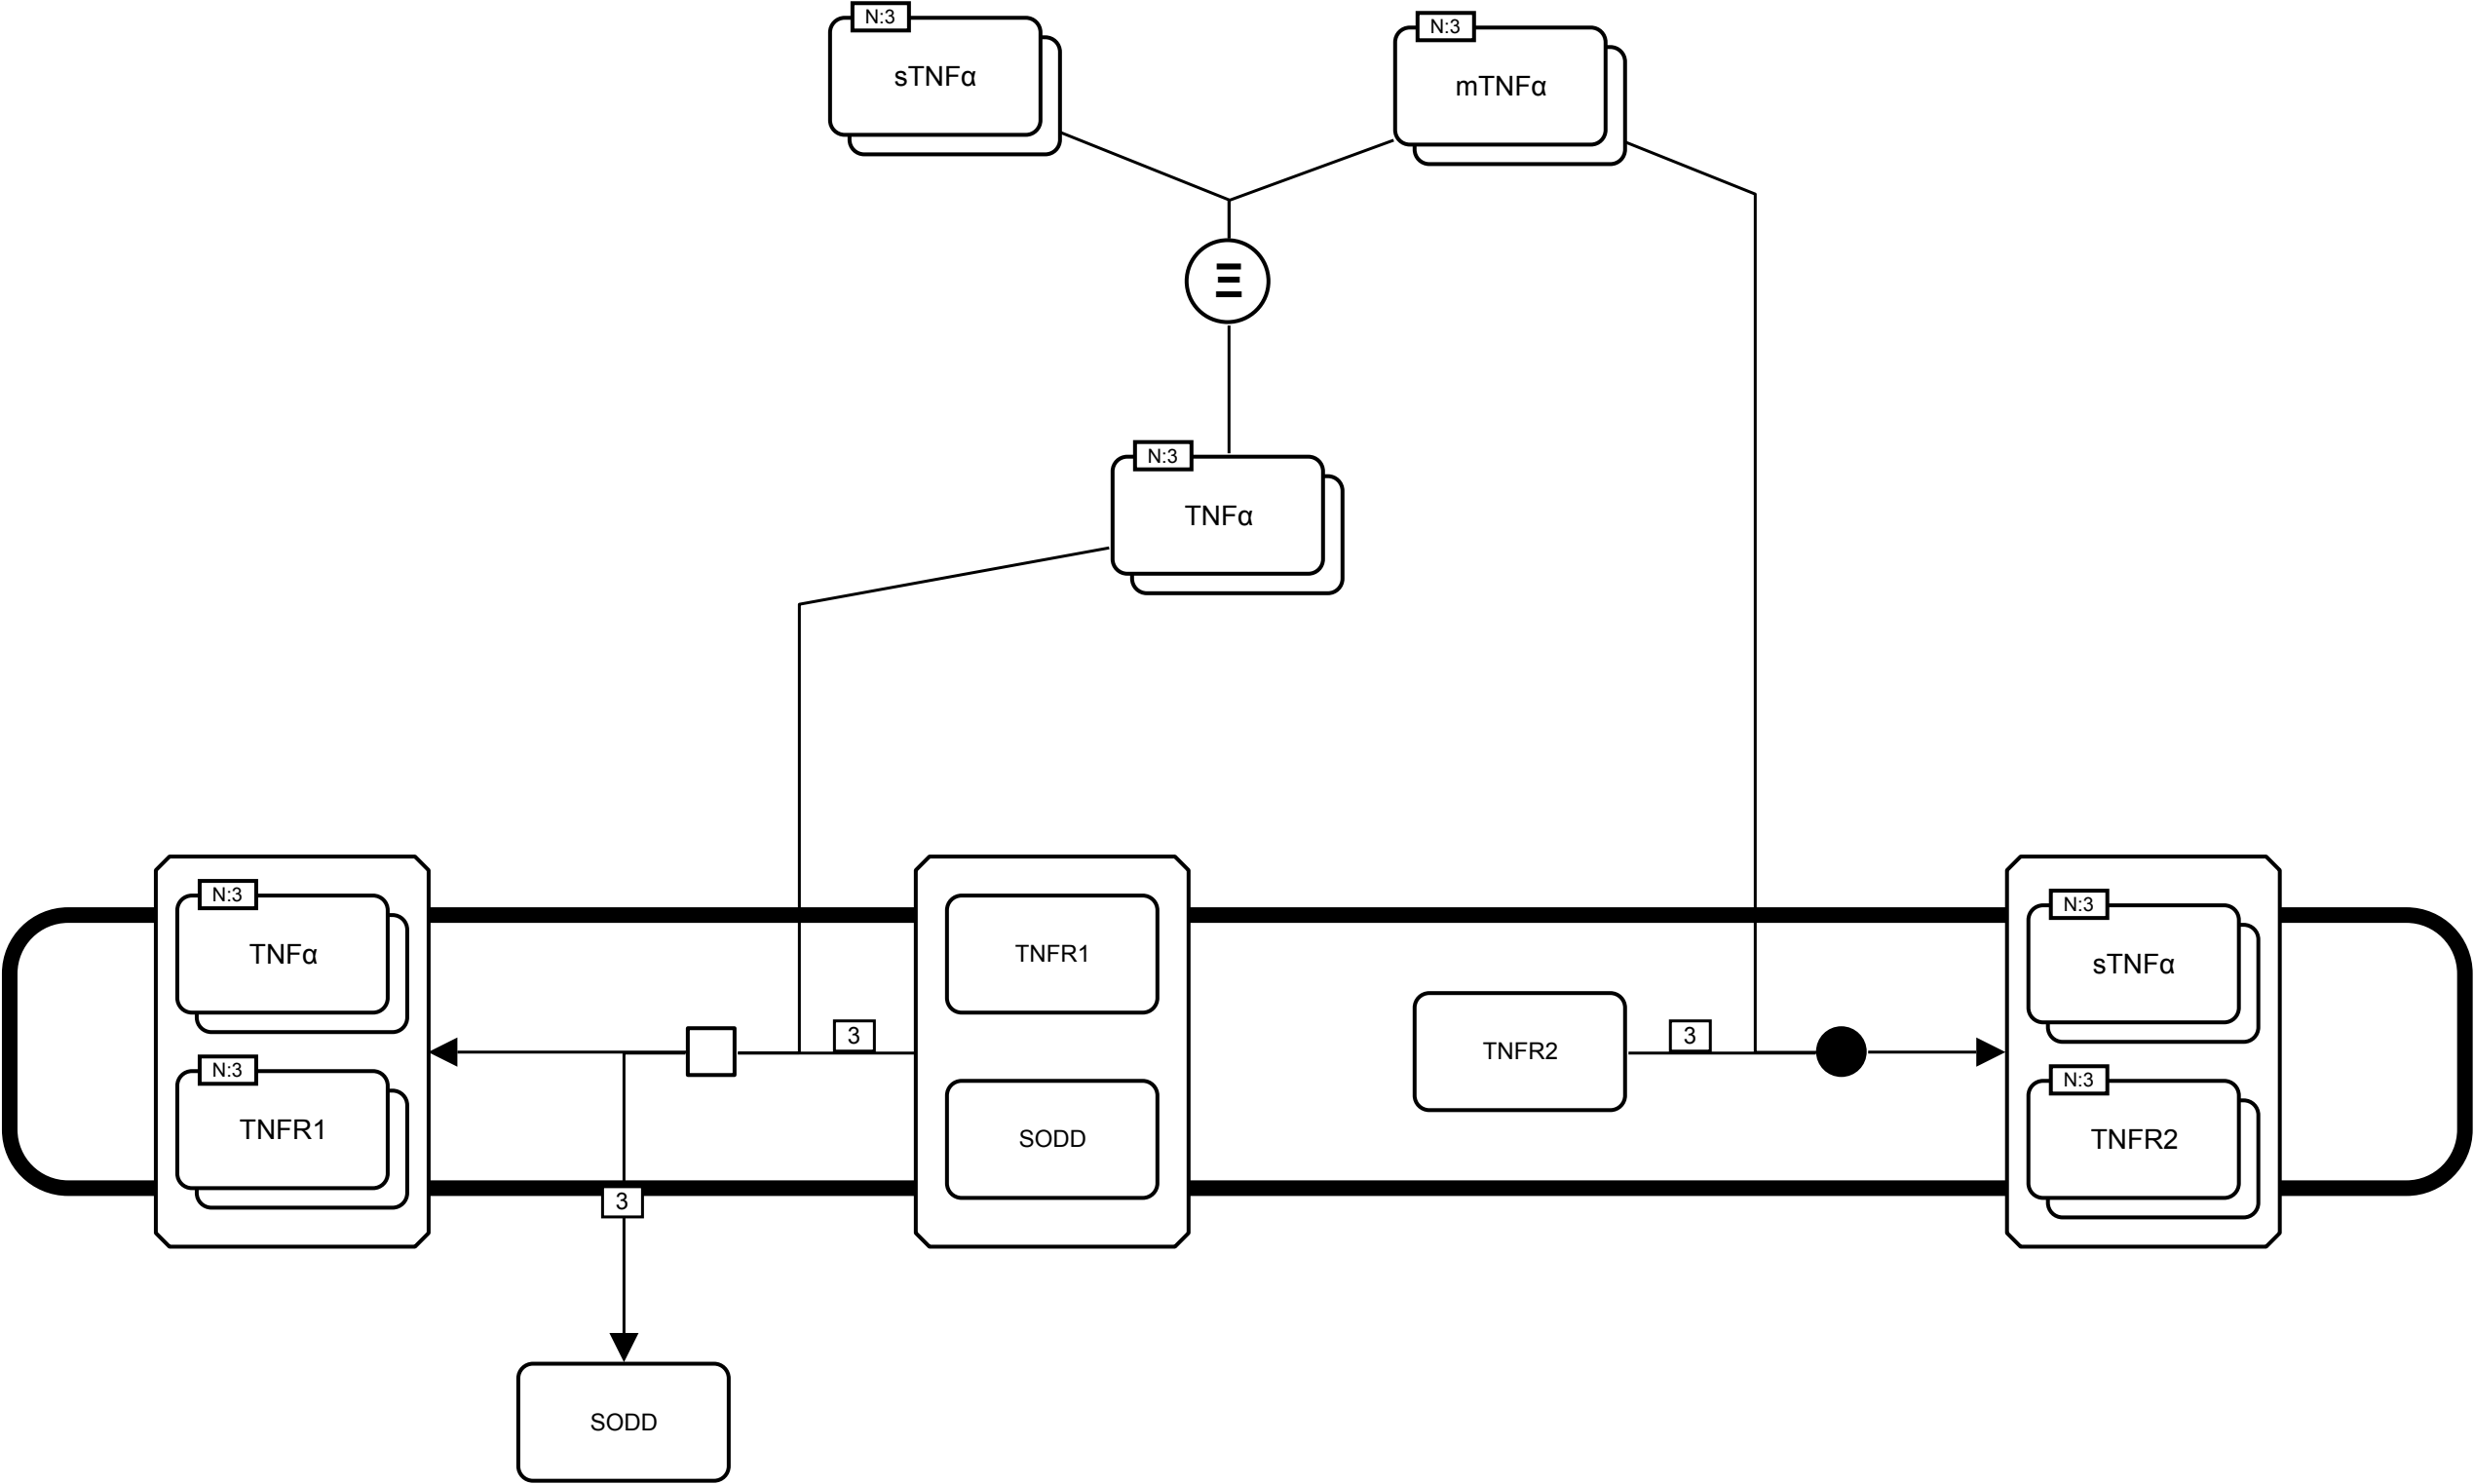 N:3
sTNFα
N:3
mTNFα
Ξ
N:3
TNFα
N:3
TNFα
N:3
TNFR1
3
3
TNFR1
SODD
TNFR2
3
N:3
sTNFα
N:3
TNFR2
SODD